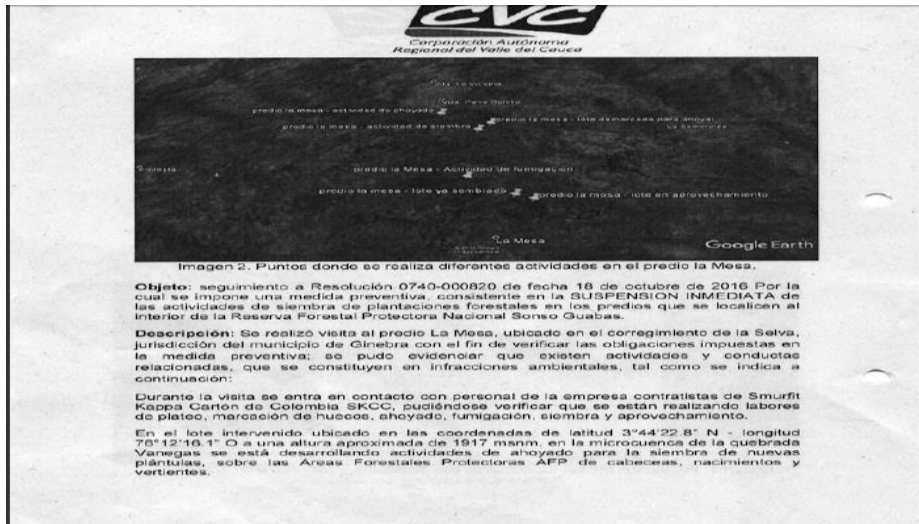 CVC
Corporación Autónoma
Regional del Valle del Cauca
predio la mesa - actividad de ahoyado
predio la mesa - lote demarcado para ahoyar
predio la mesa - actividad de siembra
La Esmeralda
predio la Mesa - Actividad de fumigación
predio la mesa - lote ya sembrado
predio la mesa - lote en aprovechamiento
La Mesa
Google Earth
Imagen 2. Puntos donde se realiza diferentes actividades en el predio la Mesa.
Objeto: seguimiento a Resolución 0740-000820 de fecha 18 de octubre de 2016 Por la
cual se impone una medida preventiva, consistente en la SUSPENSION INMEDIATA de
las actividades de siembra de plantaciones forestales en los predios que se localicen al
interior de la Reserva Forestal Protectora Nacional Sonso Guabas.
Descripción: Se realizó visita al predio La Mesa, ubicado en el corregimiento de la Selva,
jurisdicción del municipio de Ginebra con el fin de verificar las obligaciones impuestas en
la medida preventiva; se pudo evidenciar que existen actividades y conductas
relacionadas, que se constituyen en infracciones ambientales, tal como se indica a
continuación:
Durante la visita se entra en contacto con personal de la empresa contratistas de Smurfit
Kappa Cartón de Colombia SKCC, pudiéndose verificar que se están realizando labores
de plateo, marcación de huecos, ahoyado, fumigación, siembra y aprovechamiento.
En el lote intervenido ubicado en las coordenadas de latitud 3°44'22.8" N - longitud
76°12'16.1" O a una altura aproximada de 1917 msnm, en la microcuenca de la quebrada
Vanegas se está desarrollando actividades de ahoyado para la siembra de nuevas
plántulas, sobre las Áreas Forestales Protectoras AFP de cabeceas, nacimientos y
vertientes.